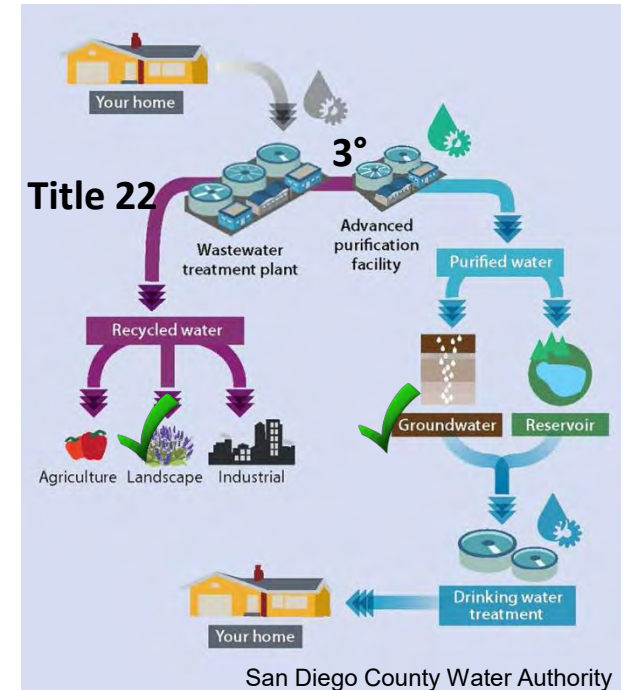 Your home
3°
Title 22
Wastewater
treatment plant
Advanced
purification
facility
Purified water
Recycled water
Groundwater
Reservoir
Agriculture
Landscape
Industrial
Drinking water
treatment
Your home
San Diego County Water Authority